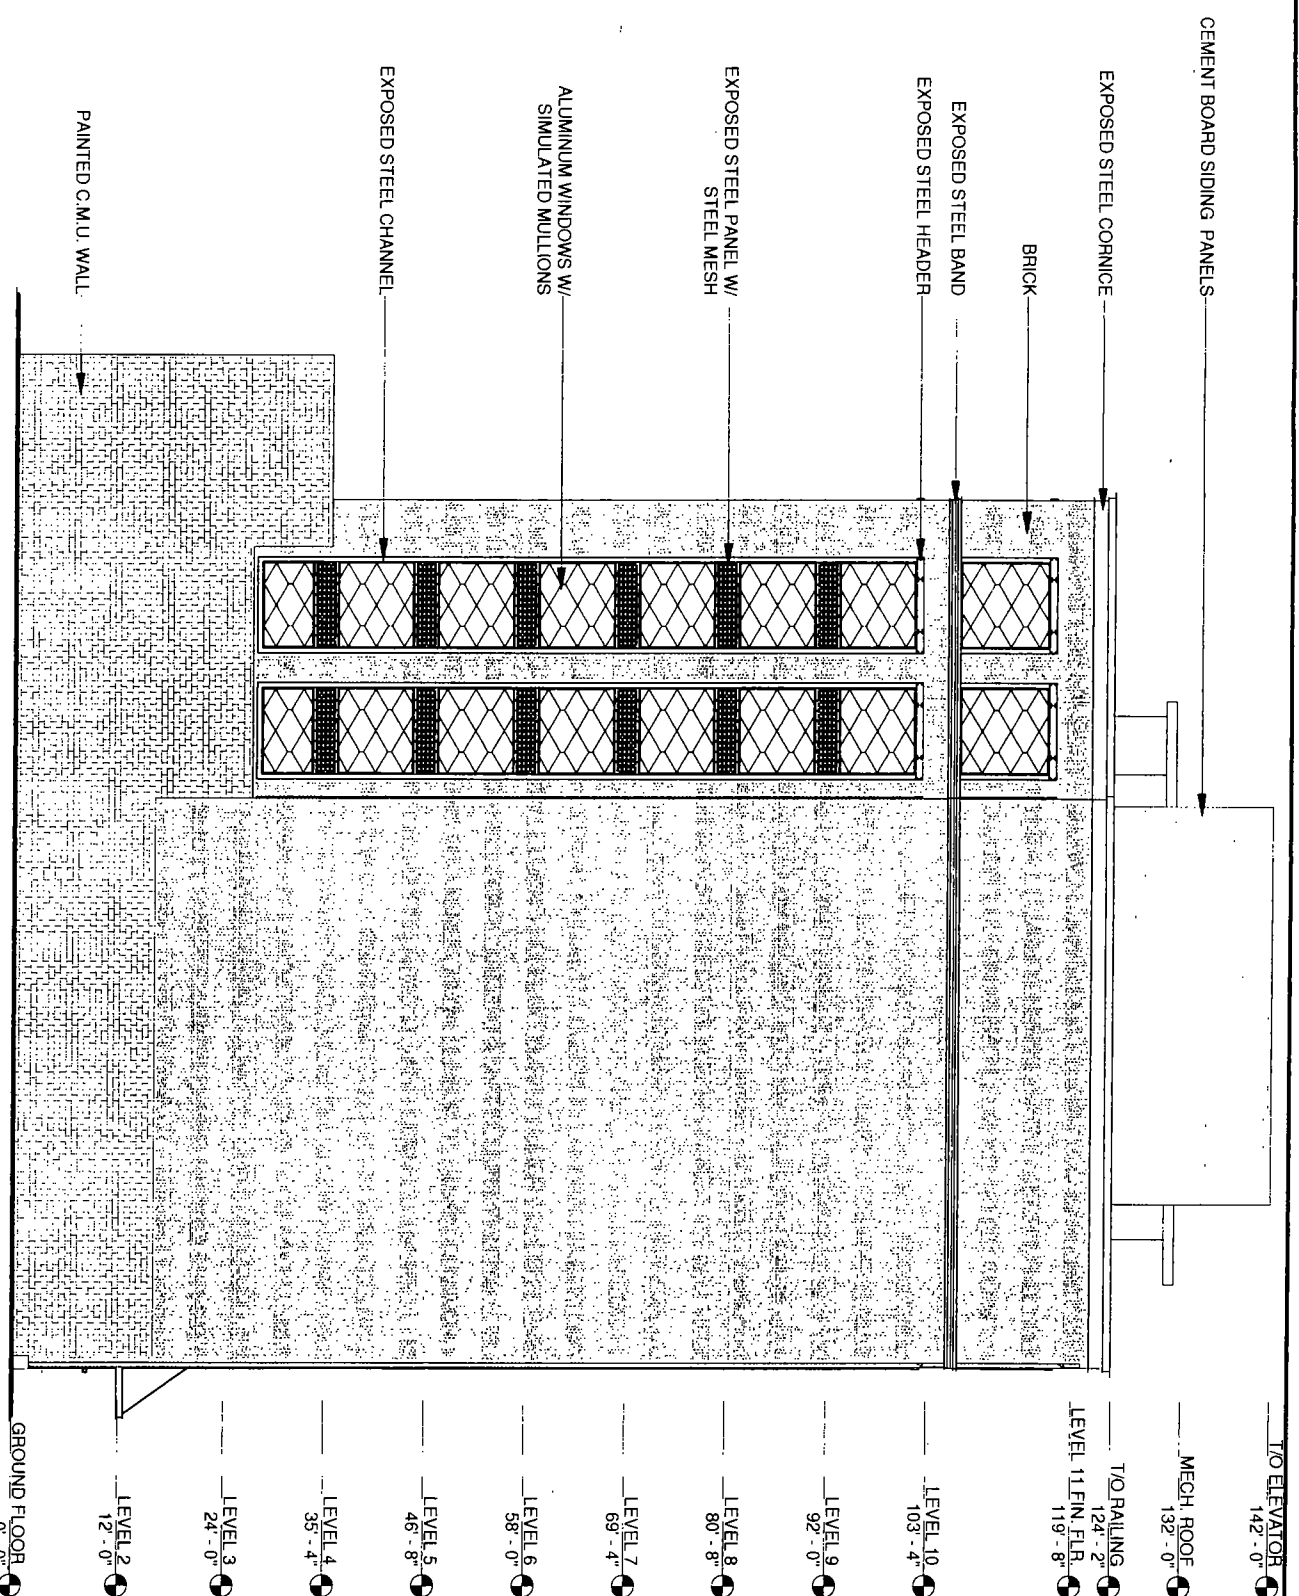 CEMENT BOARD SIDING PANELS
EXPOSED STEEL CORNICE
BRICK
EXPOSED STEEL BAND
EXPOSED STEEL HEADER
EXPOSED STEEL PANEL W/
STEEL MESH
ALUMINUM WINDOWS W/
SIMULATED MULLIONS
EXPOSED STEEL CHANNEL
PAINTED C.M.U. WALL
T/O ELEVATOR
142' - 0"
MECH. ROOF
132' - 0"
T/O RAILING
124' - 2"
LEVEL 11 FIN. FLR.
119' - 8"
LEVEL 10
103' - 4"
LEVEL 9
92' - 0"
LEVEL 8
80' - 8"
LEVEL 7
69' - 4"
LEVEL 6
58' - 0"
LEVEL 5
46' - 8"
LEVEL 4
35' - 4"
LEVEL 3
24' - 0"
LEVEL 2
12' - 0"
GROUND FLOOR
0' - 0"